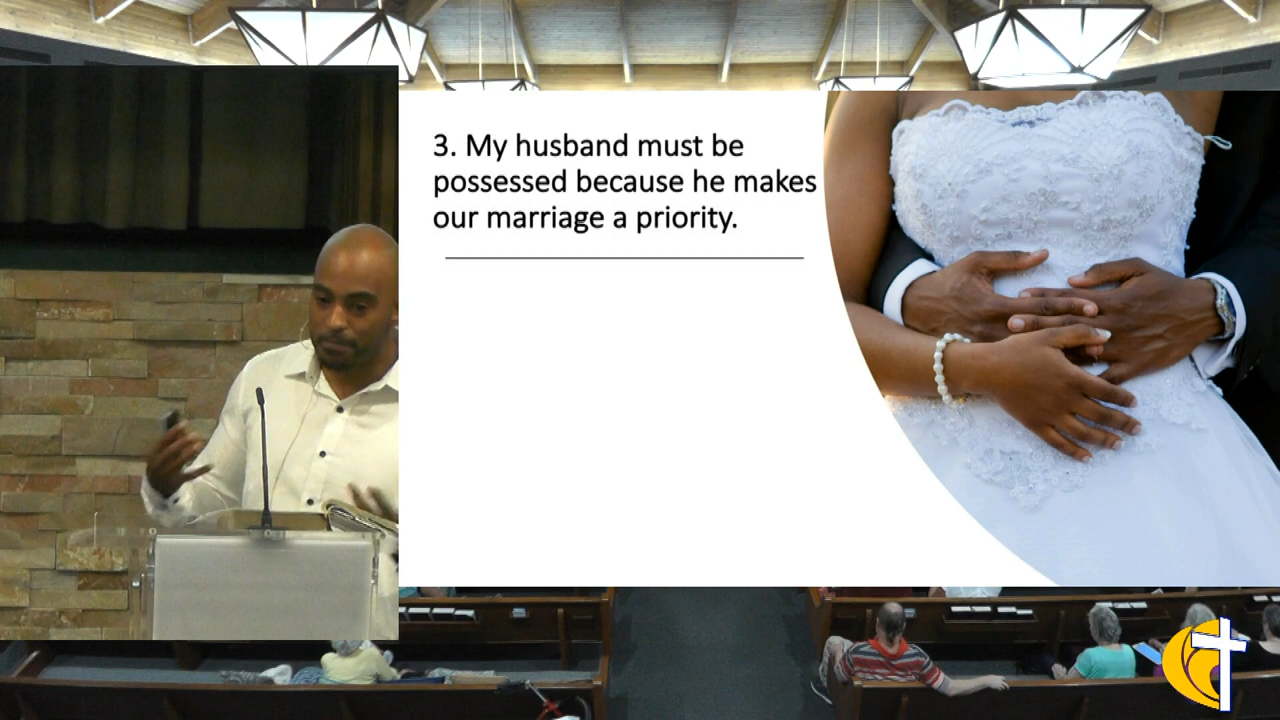 3. My husband must be
possessed because he makes
our marriage a priority.